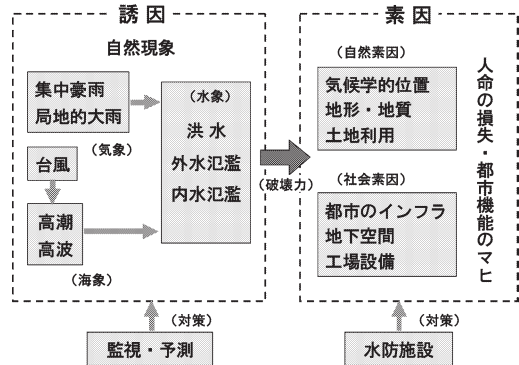 誘因
自然現象
集中豪雨
局地的大雨
（気象）
台風
高潮
高波
（海象）
（水象）
洪水
外水氾濫
内水氾濫
（破壊力）
（対策）
監視・予測
素因
（自然素因）
気候学的位置
地形・地質
土地利用
（社会素因）
都市のインフラ
地下空間
工場設備
人命の損失・都市機能のマヒ
（対策）
水防施設